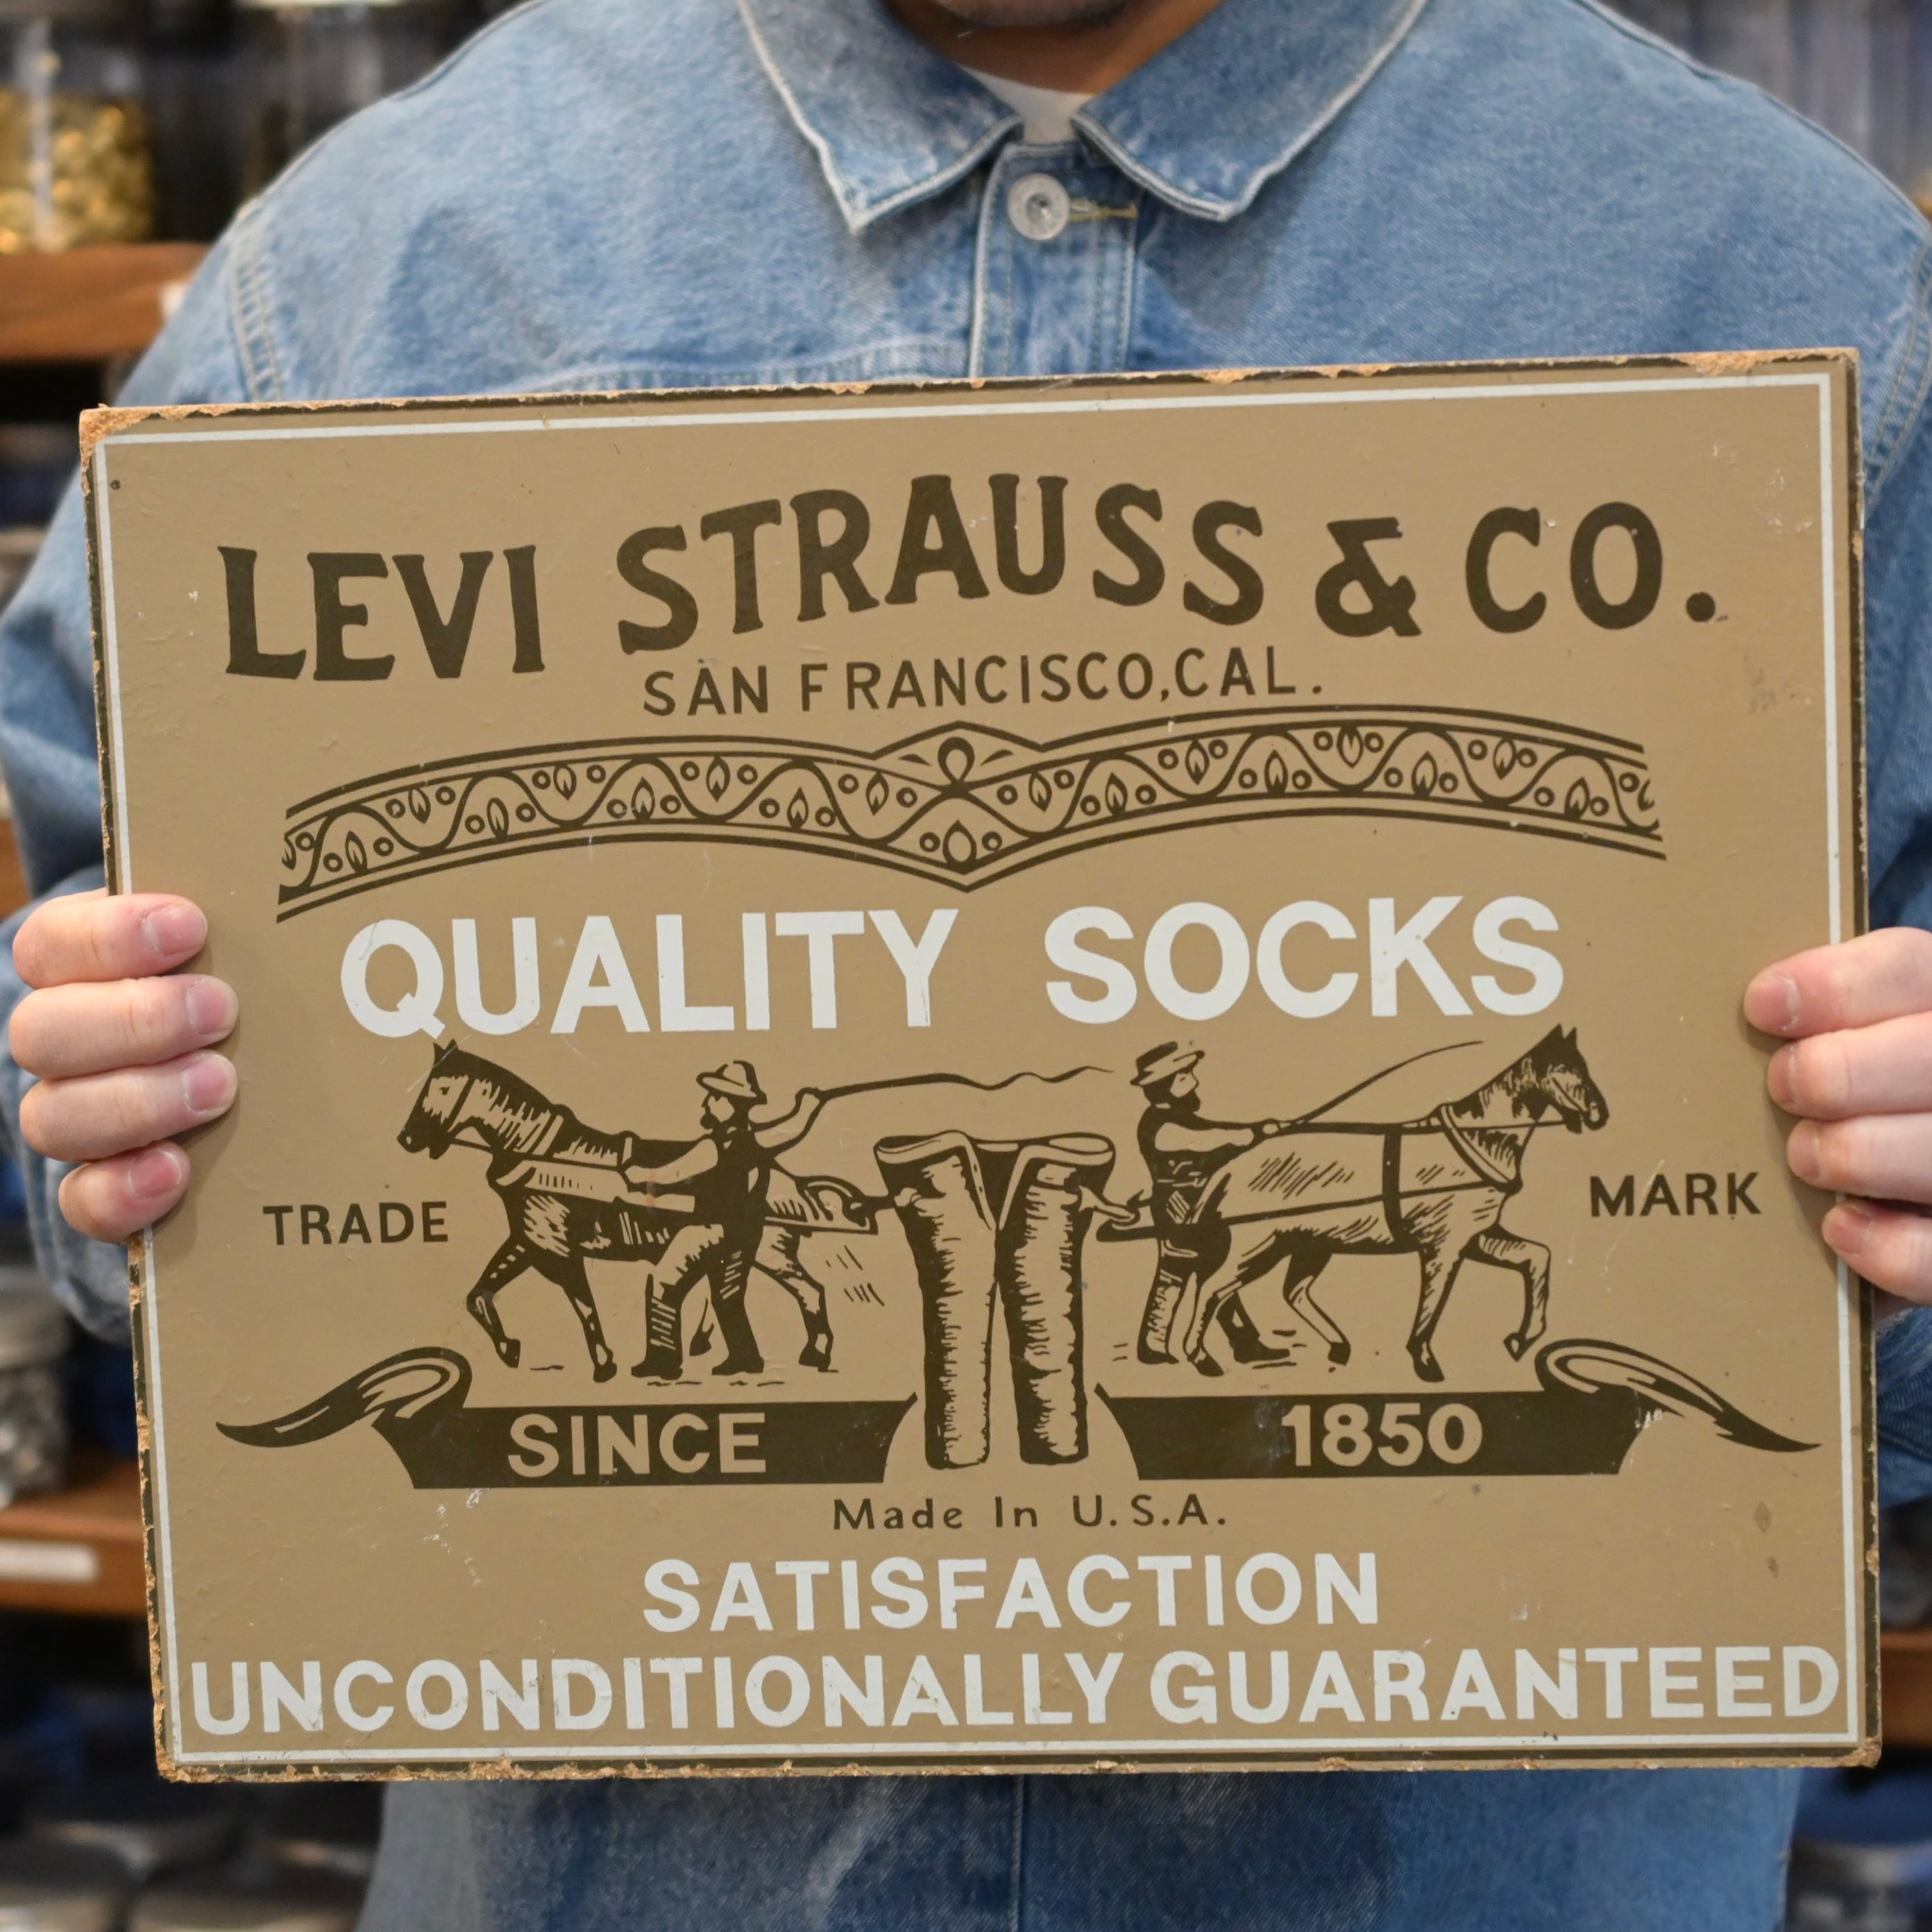 LEVI STRAUSS & CO.
SAN FRANCISCO, CAL.
QUALITY SOCKS
TRADE MARK
SINCE 1850
Made In U.S.A.
SATISFACTION
UNCONDITIONALLY GUARANTEED